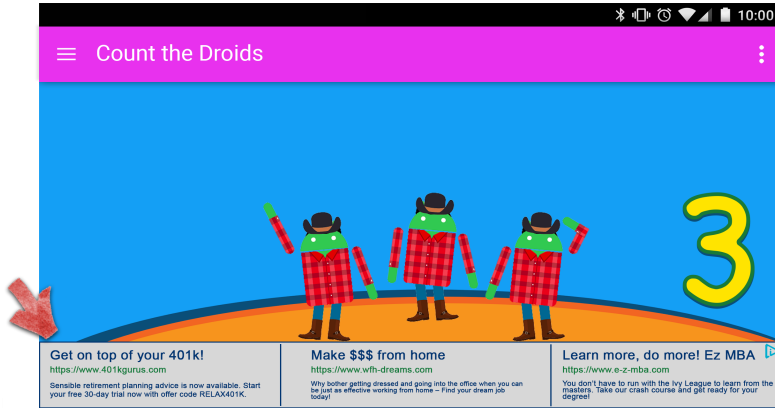 10:00
Count the Droids
3
Get on top of your 401k!
https://www.401kgurus.com
Sensible retirement planning advice is now available. Start
your free 30-day trial now with offer code RELAX401K.
Make $$$ from home
https://www.wfh-dreams.com
Why bother getting dressed and going into the office when you can
be just as effective working from home – Find your dream job
today!
Learn more, do more! Ez MBA
https://www.e-z-mba.com
You don't have to run with the Ivy League to learn from the
masters. Take our crash course and get ready for your
degree!